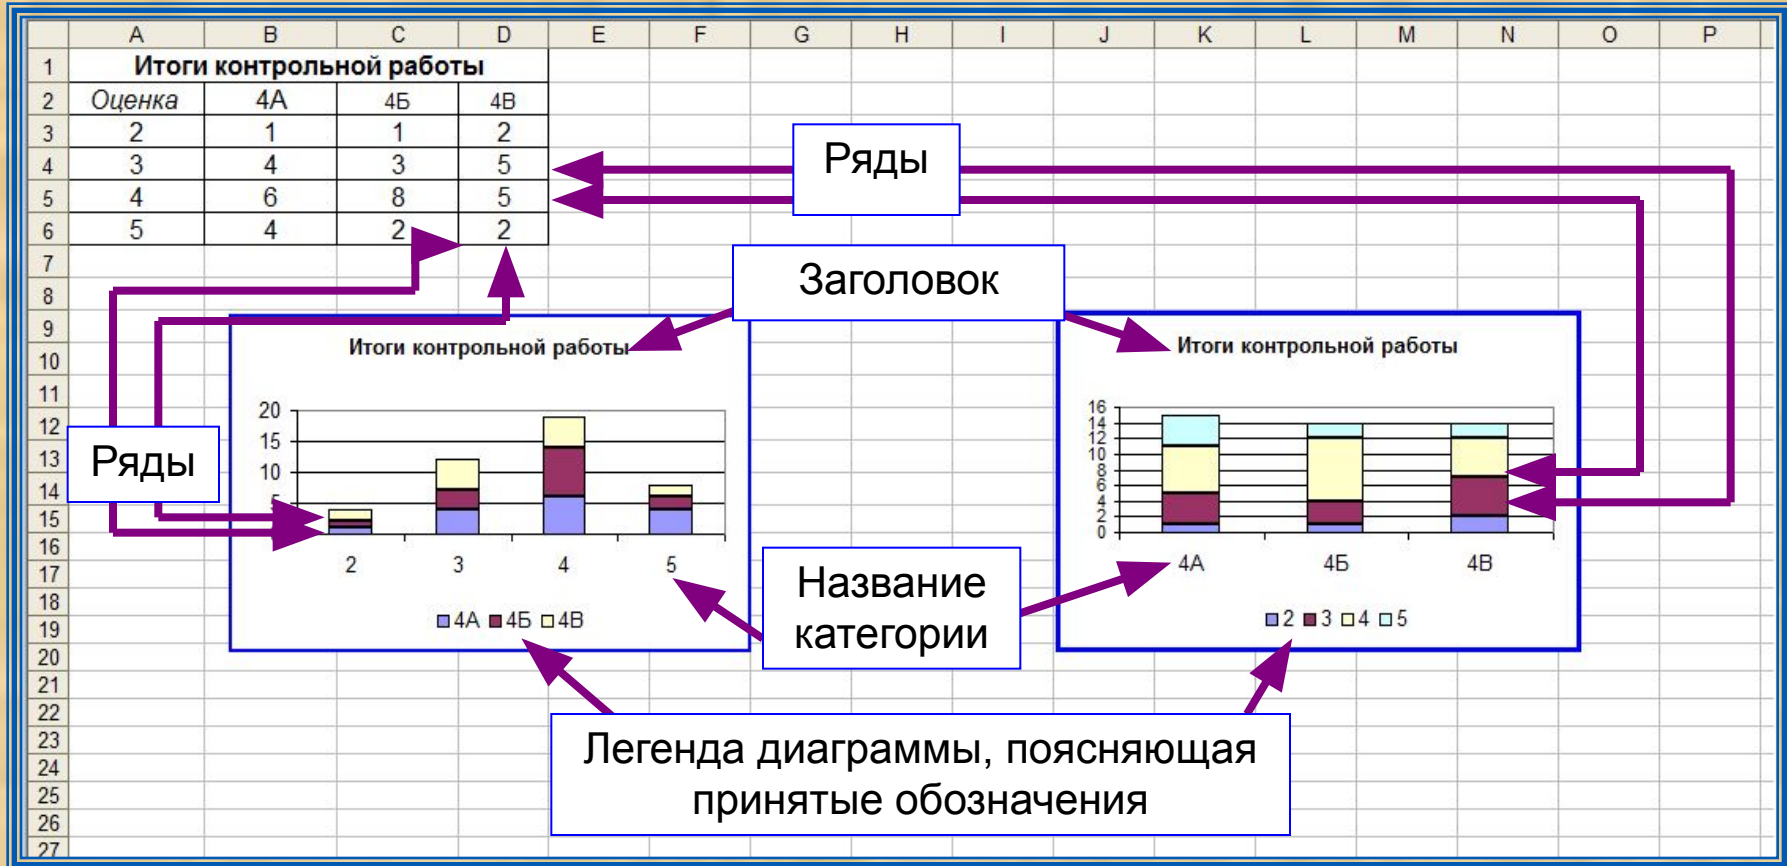 A B C D E F G H I J K L M N O P
1 Итоги контрольной работы
2 Оценка 4А 4Б 4В
3 2 1 1 2
4 3 4 3 5
5 4 6 8 5
6 5 4 2 2
7
8
9
10
11
12
13
14
15
16
17
18
19
20
21
22
23
24
25
26
27
Ряды
Заголовок
Итоги контрольной работы
20
15
10
5
2 3 4 5
4А 4Б 4В
Ряды
Итоги контрольной работы
16
14
12
10
8
6
4
2
0
4А 4Б 4В
2 3 4 5
Название
категории
Легенда диаграммы, поясняющая
принятые обозначения